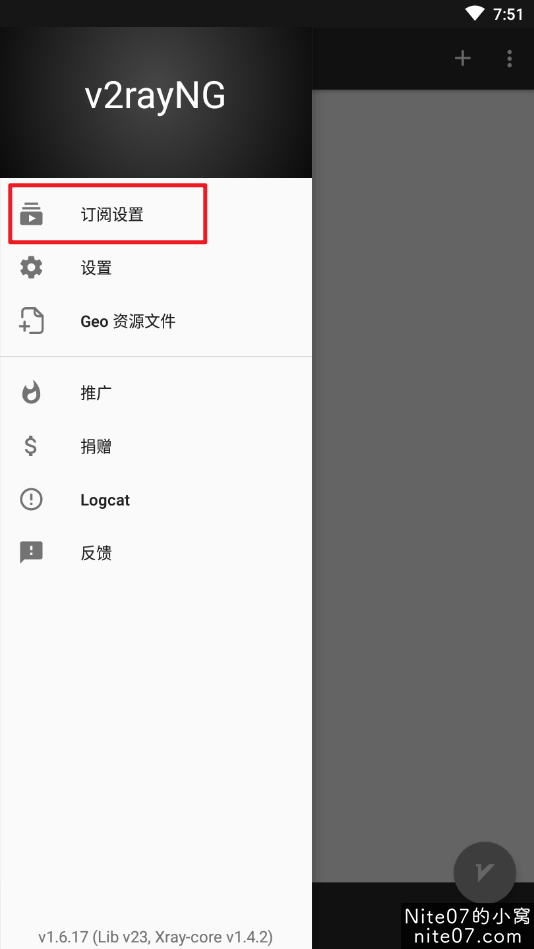 7:51
v2rayNG
订阅设置
设置
Geo 资源文件
推广
捐赠
Logcat
反馈
v1.6.17 (Lib v23, Xray-core v1.4.2)
Nite07的小窝
nite07.com